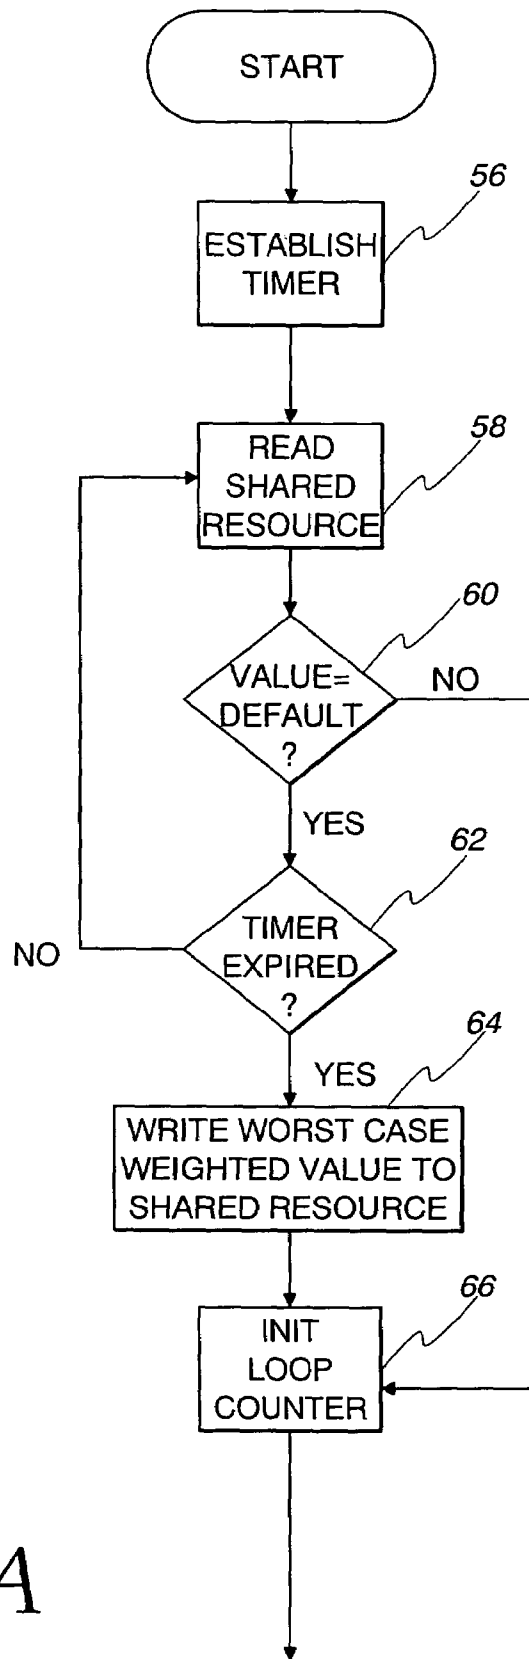 START
56
ESTABLISH
TIMER
58
READ
SHARED
RESOURCE
60
VALUE=
DEFAULT
?
NO
YES
62
TIMER
EXPIRED
?
NO
64
YES
WRITE WORST CASE
WEIGHTED VALUE TO
SHARED RESOURCE
66
INIT
LOOP
COUNTER
A